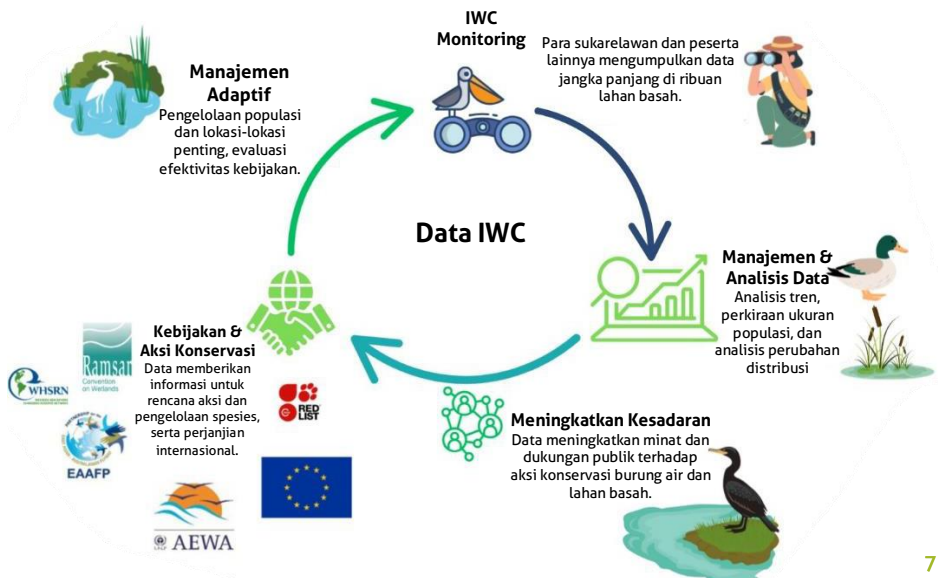 IWC
Monitoring
Para sukarelawan dan peserta
lainnya mengumpulkan data
jangka panjang di ribuan
lahan basah.
Manajemen
Adaptif
Pengelolaan populasi
dan lokasi-lokasi
penting, evaluasi
efektivitas kebijakan.
Data IWC
Manajemen &
Analisis Data
Analisis tren,
perkiraan ukuran
populasi, dan
analisis perubahan
distribusi
Kebijakan &
Aksi Konservasi
Data memberikan
informasi untuk
rencana aksi dan
pengelolaan spesies,
serta perjanjian
internasional.
Ramsar
Convention
on Wetlands
WHSRN
EAAFP
RED
LIST
AEWA
Meningkatkan Kesadaran
Data meningkatkan minat dan
dukungan publik terhadap
aksi konservasi burung air dan
lahan basah.
7